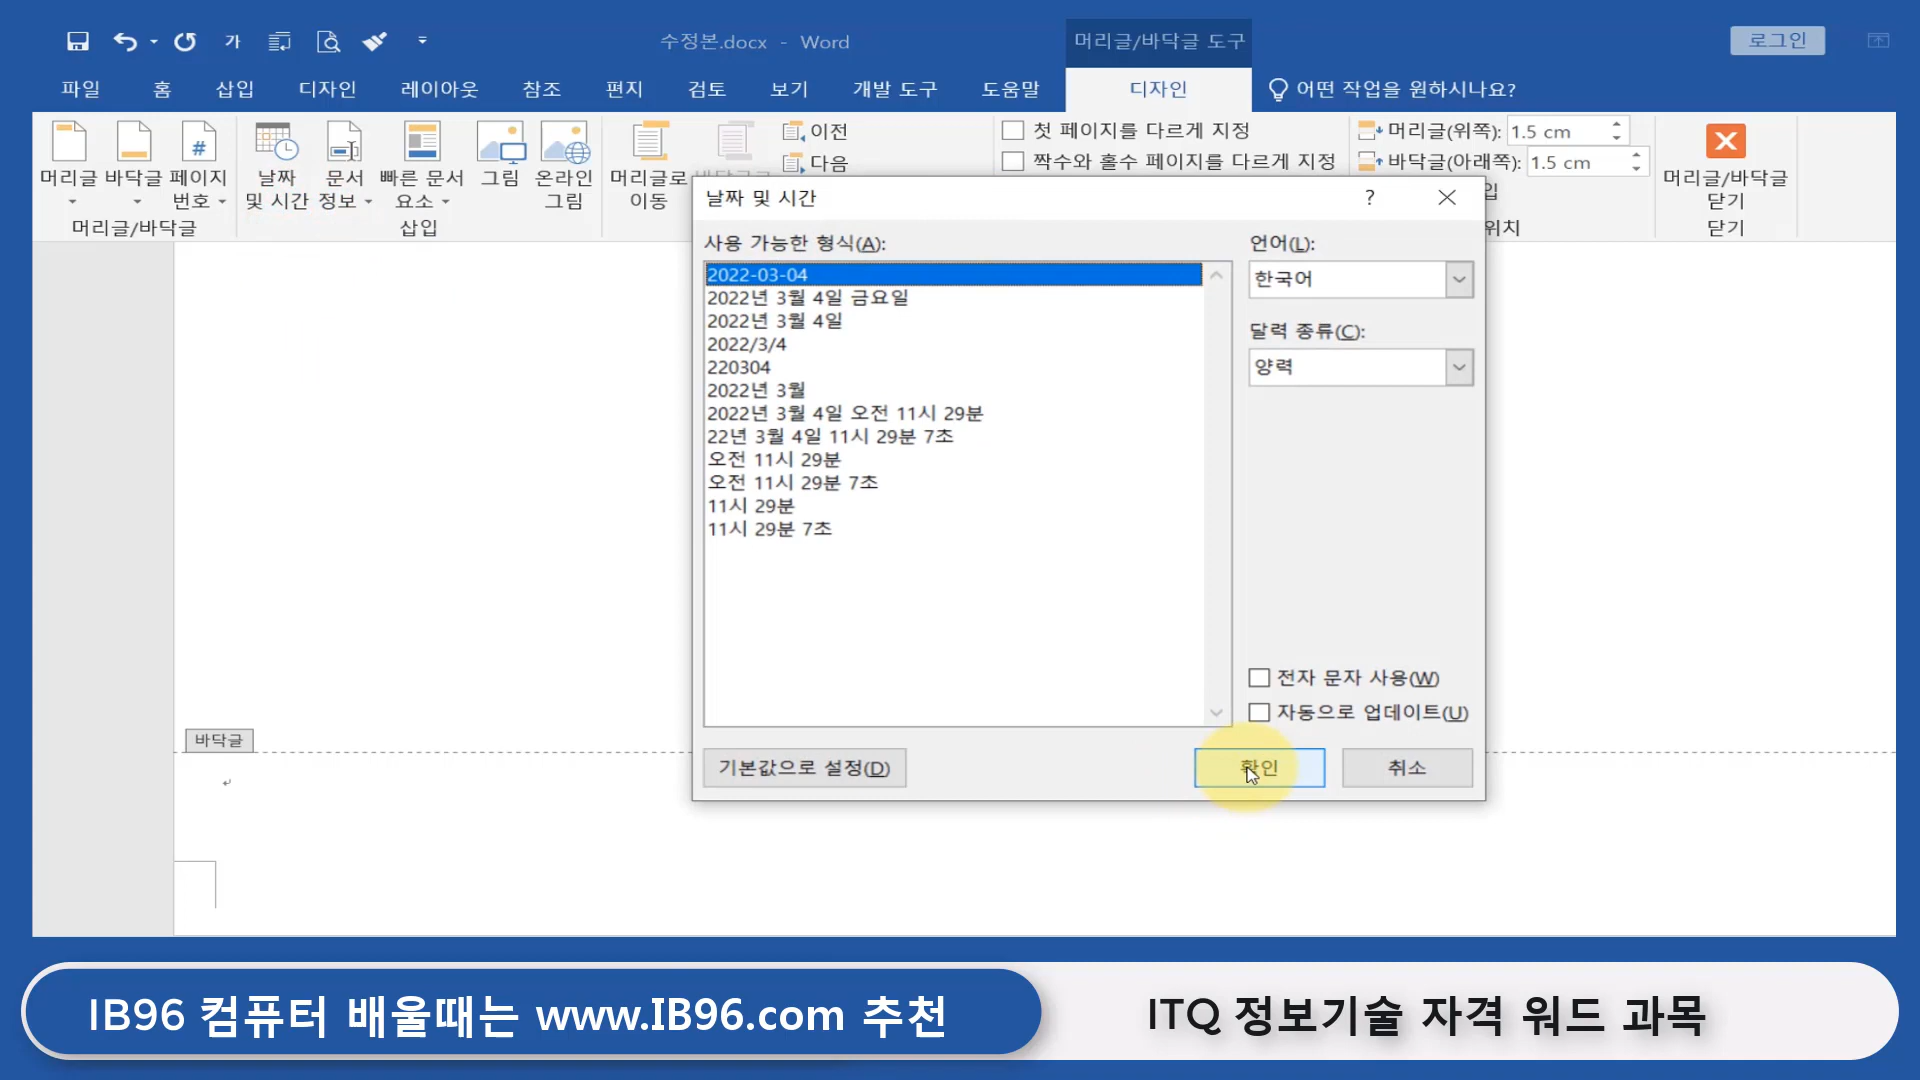 가
수정본.docx - Word
머리글/바닥글 도구
로그인
파일 홈 삽입 디자인 레이아웃 참조 편지 검토 보기 개발 도구 도움말 디자인 어떤 작업을 원하시나요?
머리글
바닥글
페이지
번호
머리글/바닥글
날짜
및 시간
문서
정보
빠른 문서
요소
그림
온라인
그림
삽입
머리글로
이동
이전
다음
첫 페이지를 다르게 지정
짝수와 홀수 페이지를 다르게 지정
머리글(위쪽): 1.5 cm
바닥글(아래쪽): 1.5 cm
입
위치
머리글/바닥글
닫기
닫기
날짜 및 시간
?
사용 가능한 형식(A):
2022-03-04
2022년 3월 4일 금요일
2022년 3월 4일
2022/3/4
220304
2022년 3월
2022년 3월 4일 오전 11시 29분
22년 3월 4일 11시 29분 7초
오전 11시 29분
오전 11시 29분 7초
11시 29분
11시 29분 7초
언어(L):
한국어
달력 종류(C):
양력
전자 문자 사용(W)
자동으로 업데이트(U)
기본값으로 설정(D)
확인
취소
바닥글
IB96 컴퓨터 배울때는 www.IB96.com 추천
ITQ 정보기술 자격 워드 과목